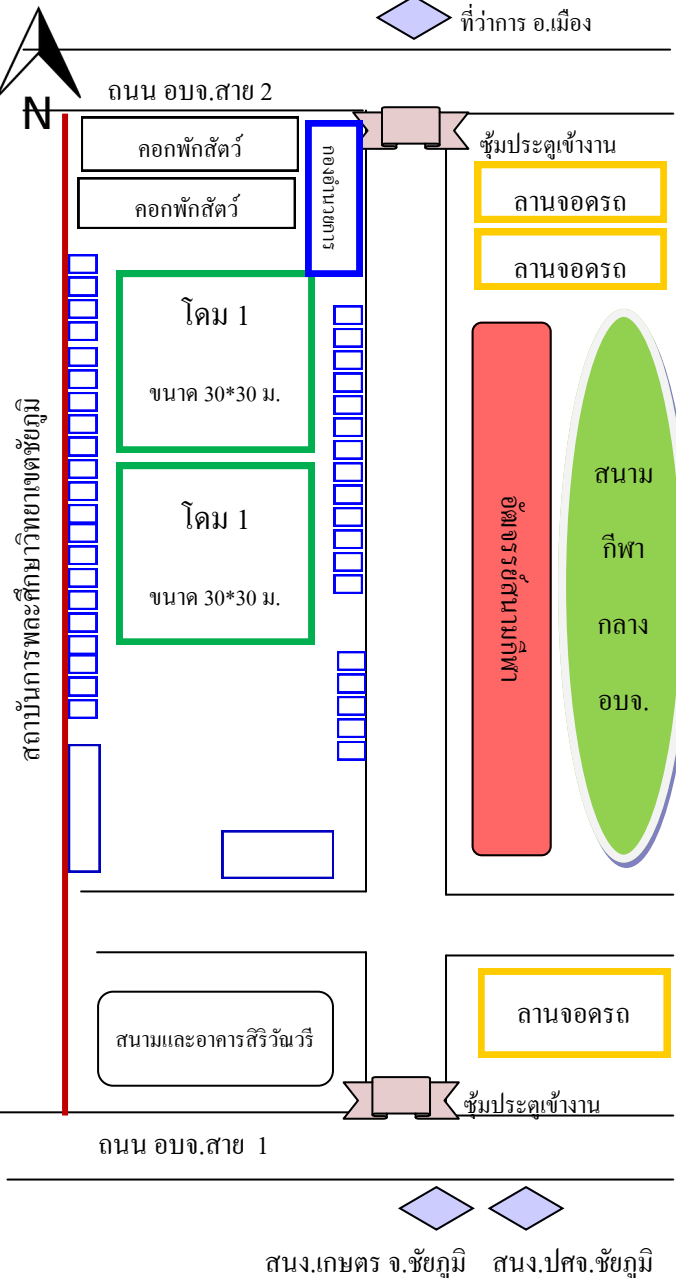 ที่ว่าการ อ.เมือง
N
ถนน อบจ.สาย 2
คอกพักสัตว์
กองอำนวยการ
ซุ้มประตูเข้างาน
คอกพักสัตว์
ลานจอดรถ
ลานจอดรถ
โดม 1
ขนาด 30*30 ม.
โดม 1
ขนาด 30*30 ม.
สถาบันการพละศึกษาวิทยาเขตชัยภูมิ
อัฒจรรย์สนามกีฬา
สนาม
กีฬา
กลาง
อบจ.
สนามและอาคารสิริวัณวรี
ลานจอดรถ
ซุ้มประตูเข้างาน
ถนน อบจ.สาย 1
สนง.เกษตร จ.ชัยภูมิ
สนง.ปศจ.ชัยภูมิ